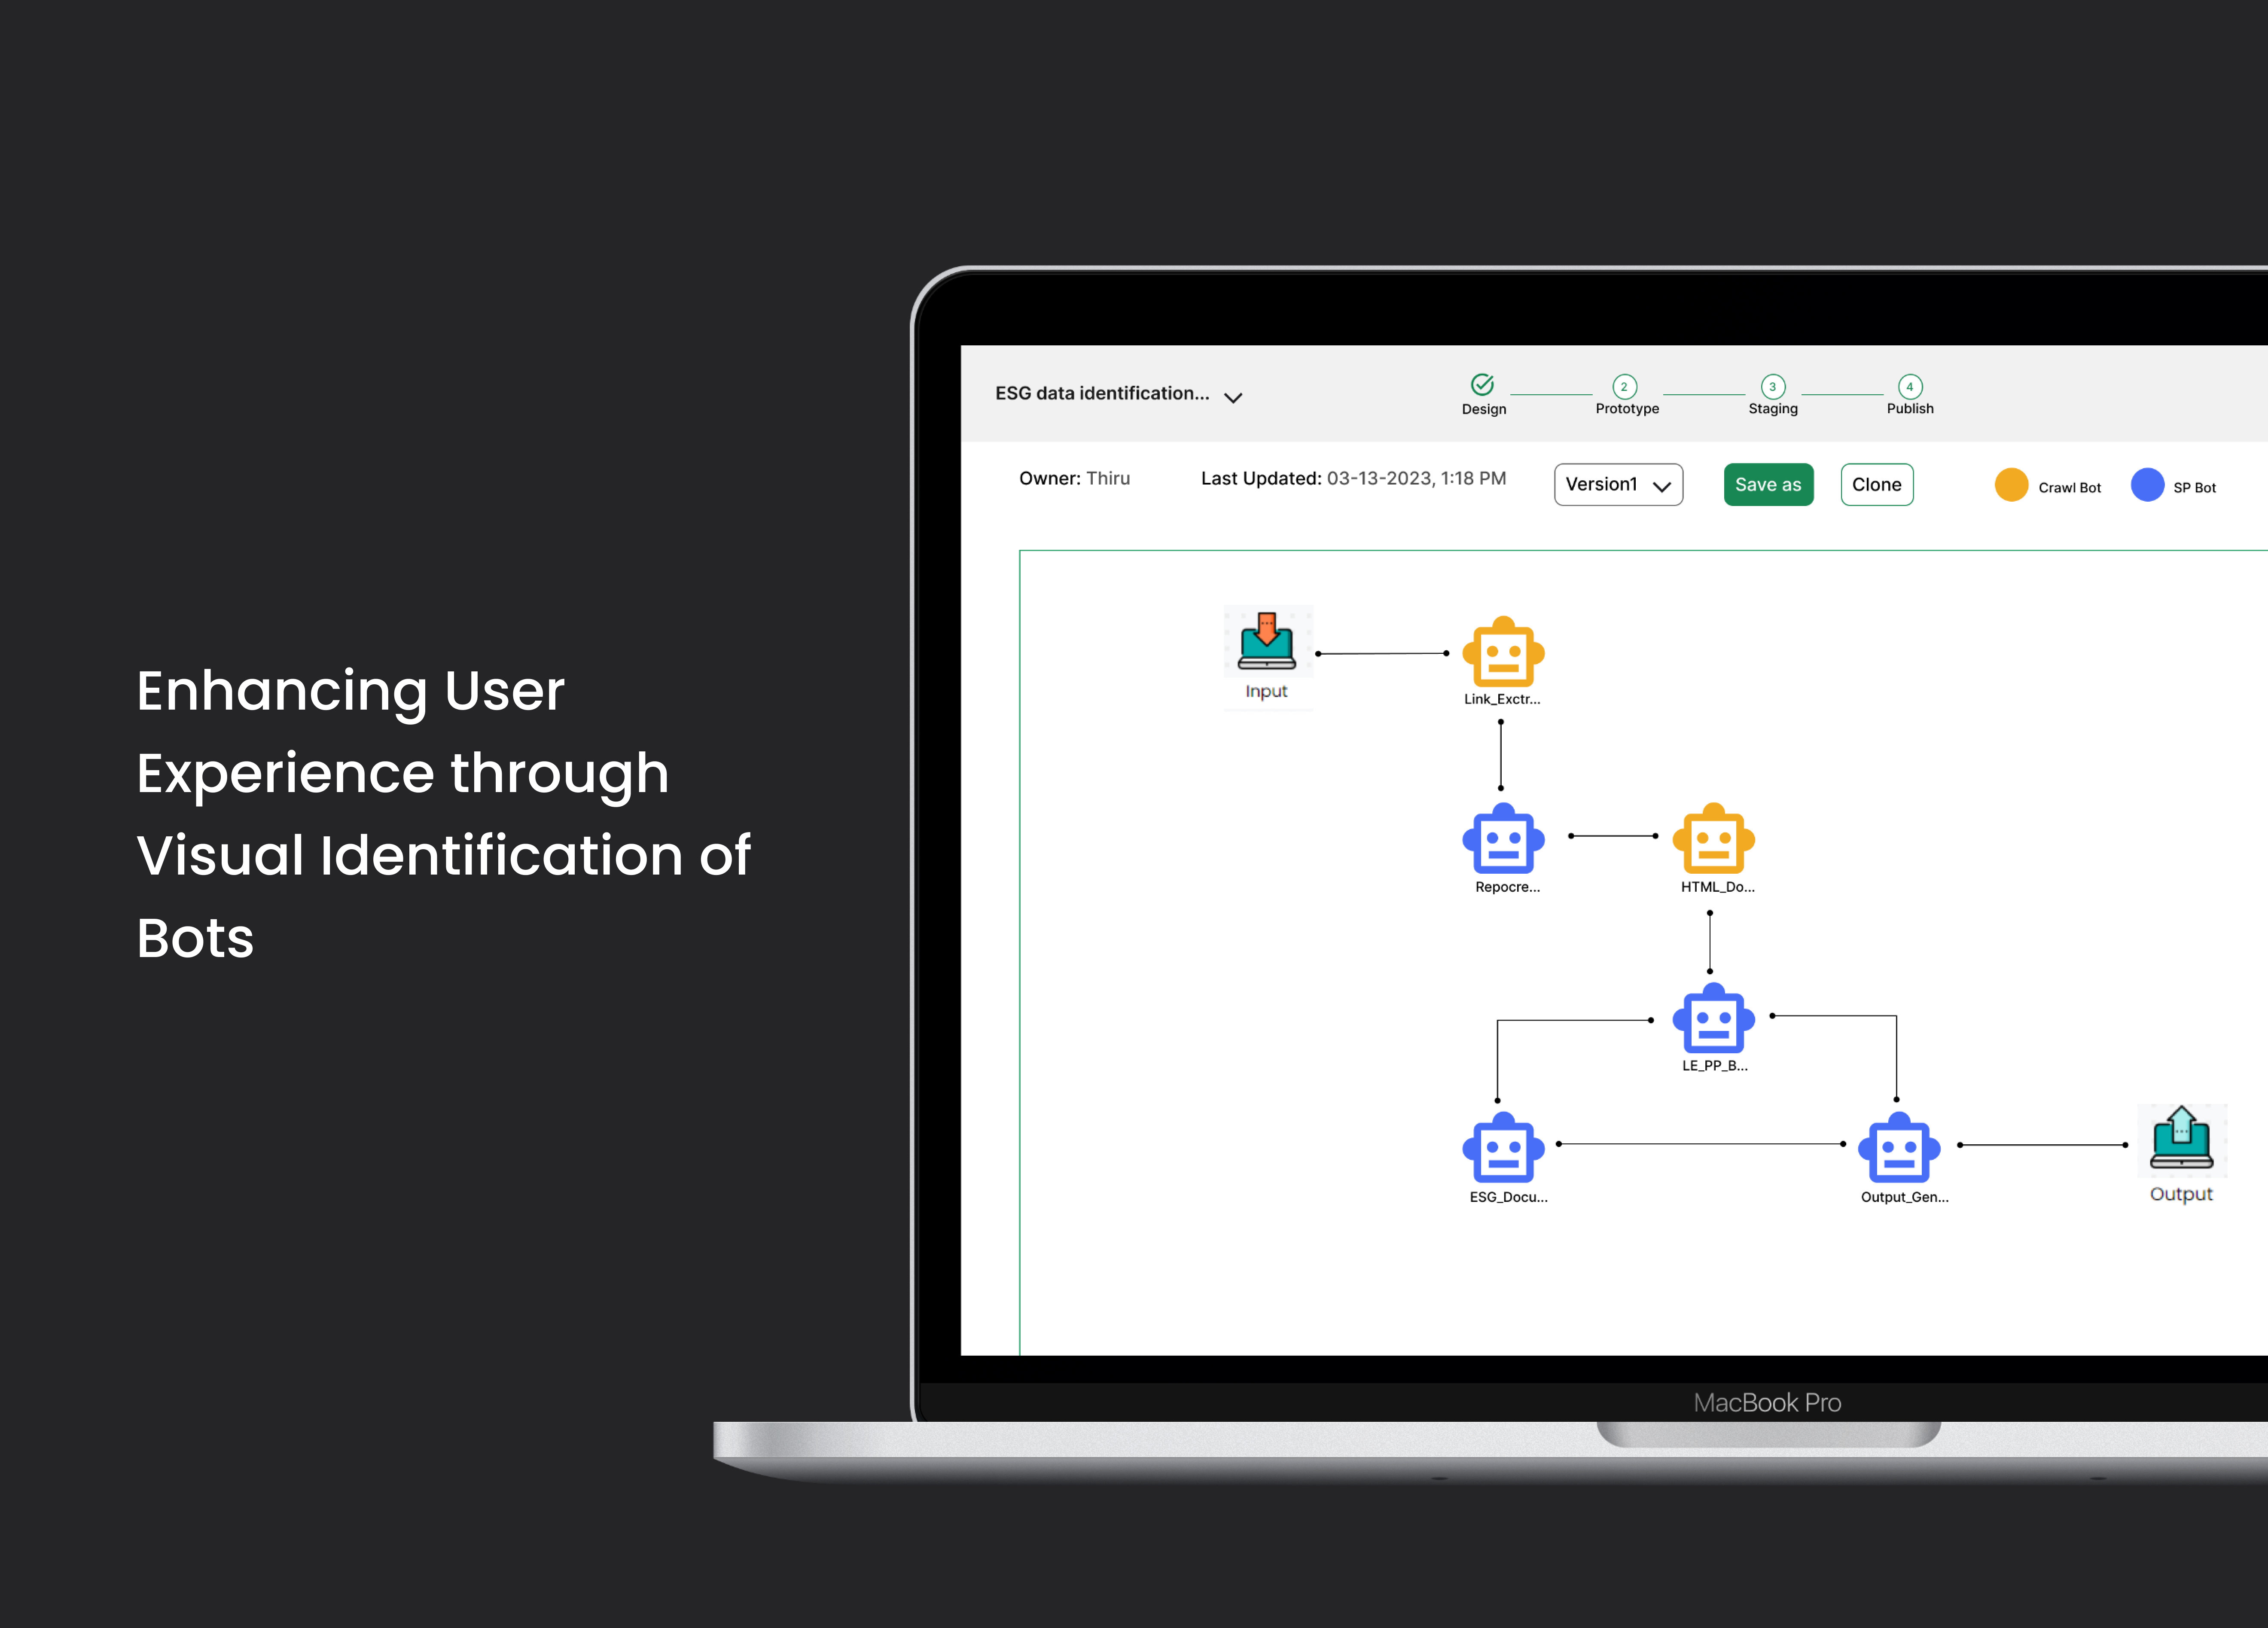 Enhancing User
Experience through
Visual Identification of
Bots
ESG data identification...
Design
2
Prototype
3
Staging
4
Publish
Owner: Thiru
Last Updated: 03-13-2023, 1:18 PM
Version1
Save as
Clone
Crawl Bot
SP Bot
Input
Link_Exctr...
Repocre...
HTML_Do...
LE_PP_B...
ESG_Docu...
Output_Gen...
Output
MacBook Pro